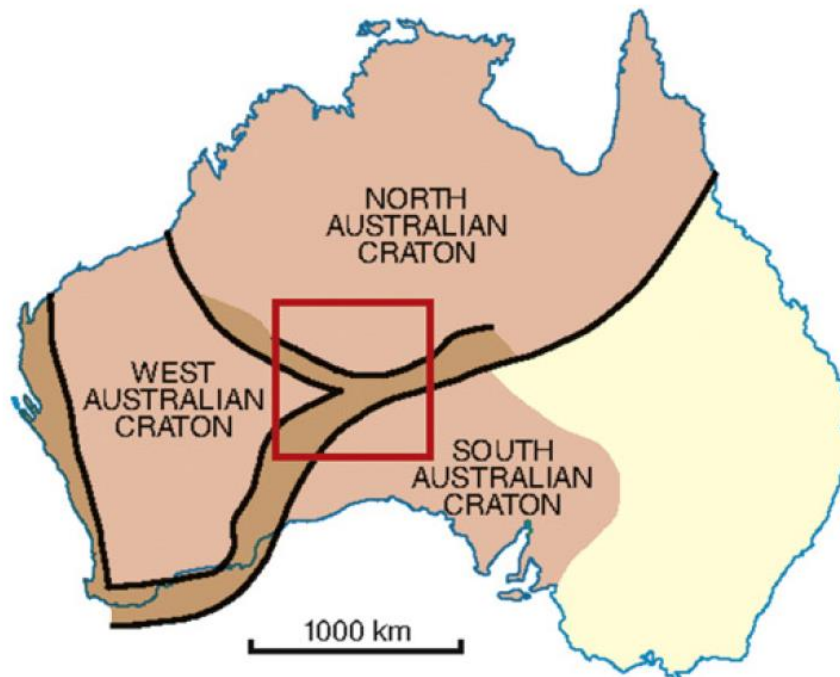 NORTH
AUSTRALIAN
CRATON
WEST
AUSTRALIAN
CRATON
SOUTH
AUSTRALIAN
CRATON
1000 km